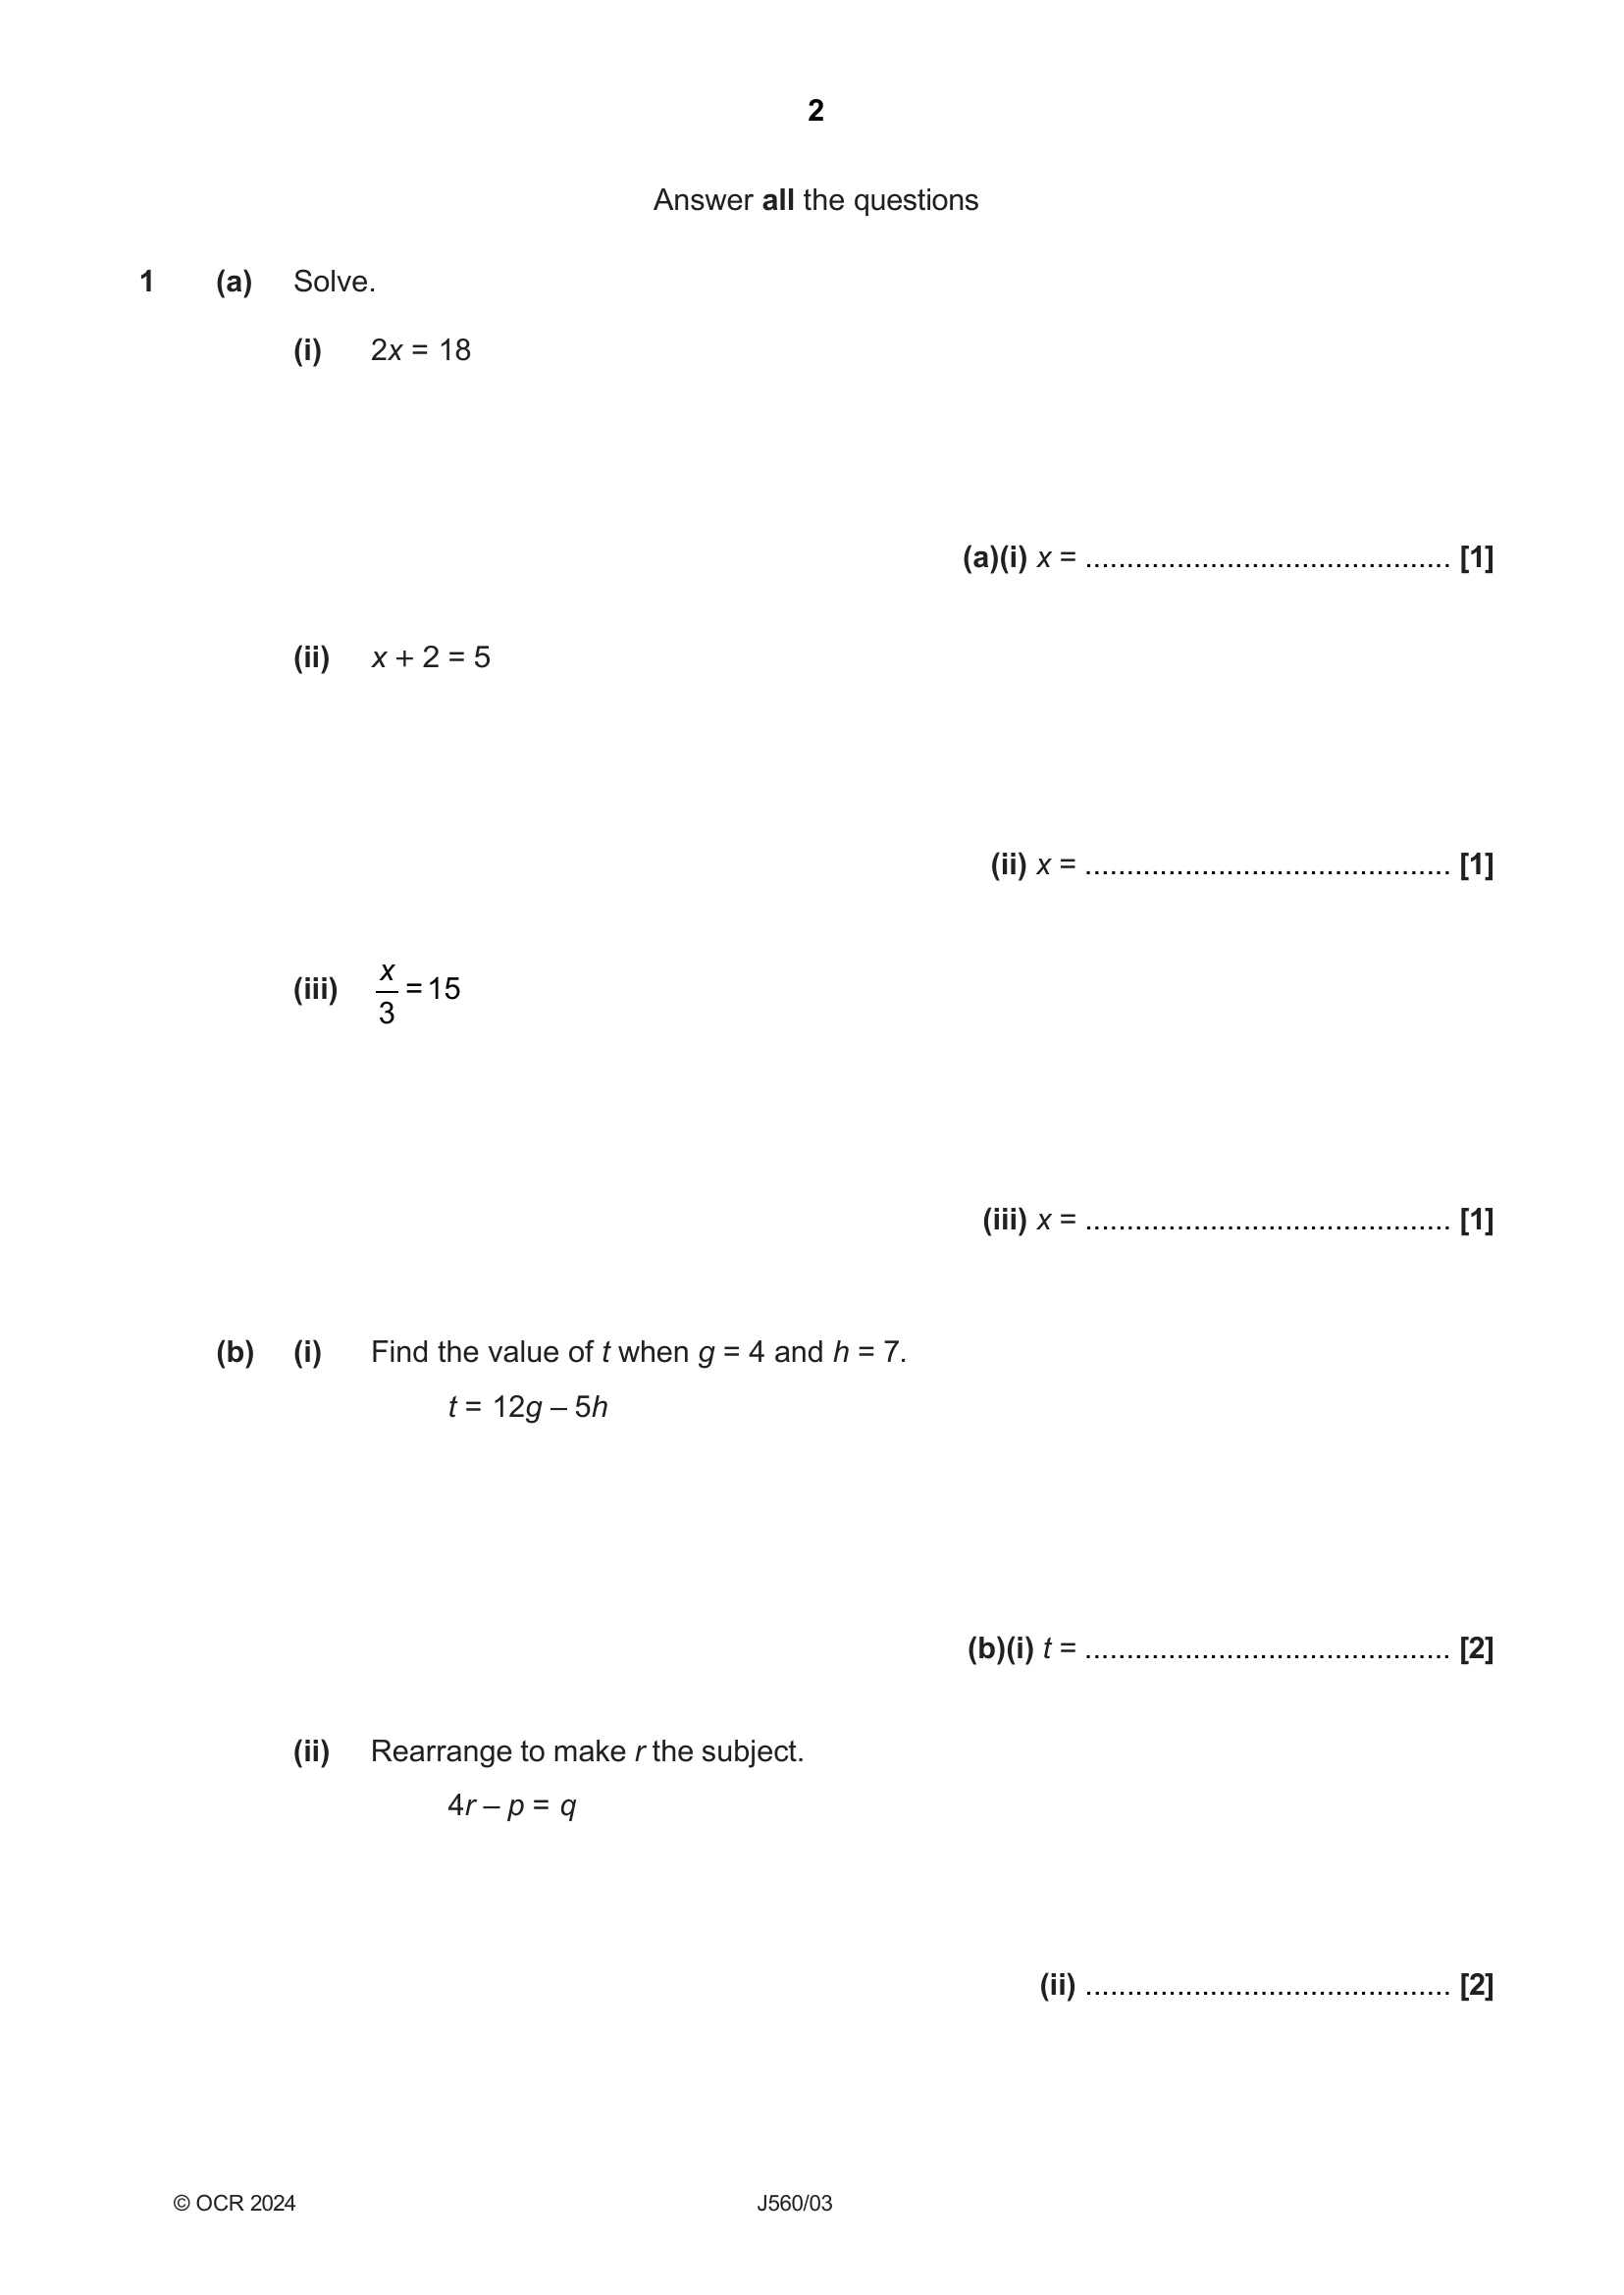 2
Answer all the questions
1 (a) Solve.
(i) 2x = 18
(a)(i) x = ............................................ [1]
(ii) x + 2 = 5
(ii) x = ............................................ [1]
(iii) x/3 = 15
(iii) x = ............................................ [1]
(b) (i) Find the value of t when g = 4 and h = 7.
t = 12g – 5h
(b)(i) t = ............................................ [2]
(ii) Rearrange to make r the subject.
4r – p = q
(ii) ............................................ [2]
© OCR 2024 J560/03